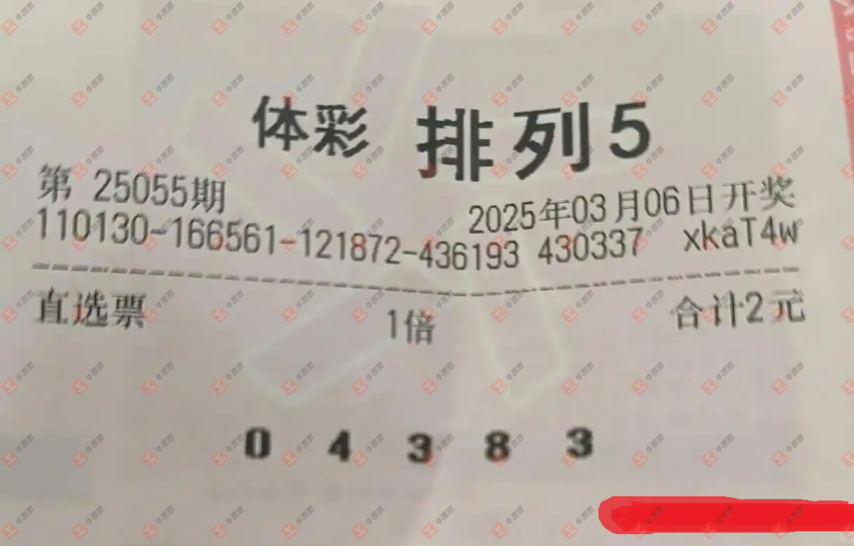 体彩 排列5
第 25055期
2025年03月06日开奖
110130-166561-121872-436193 430337 xkaT4w
直选票 1倍 合计2元
0 4 3 8 3